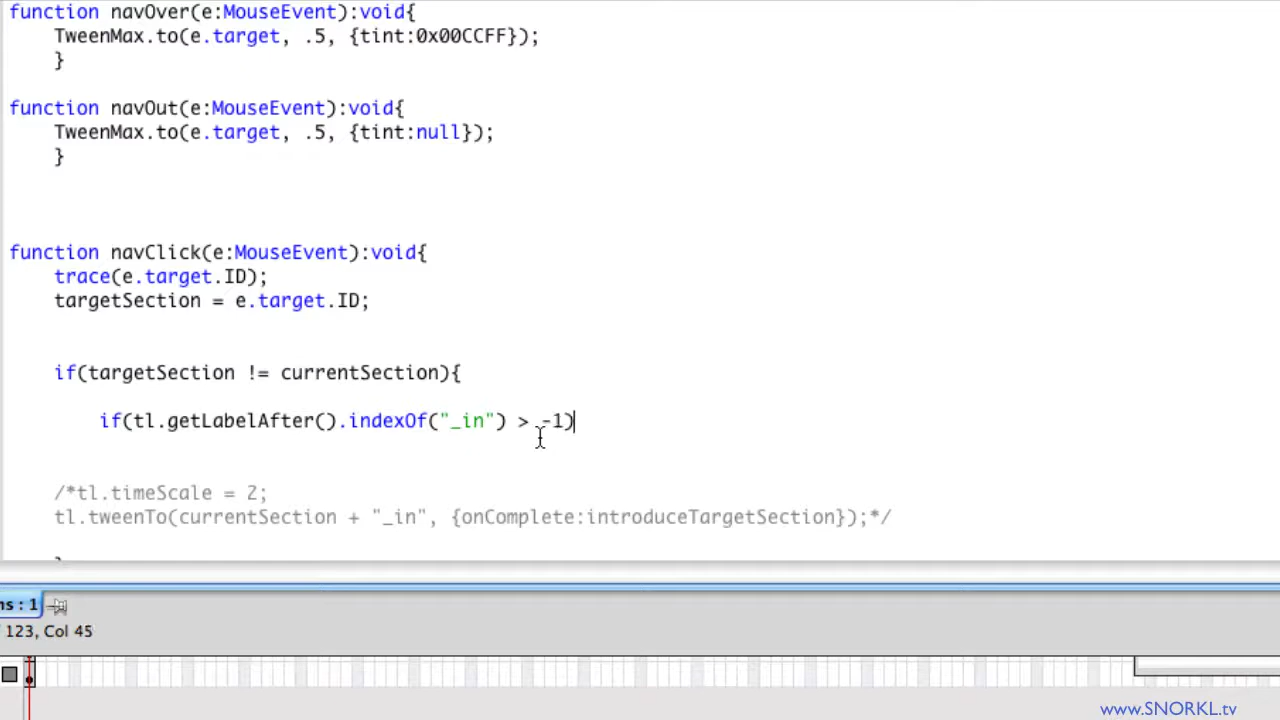 function navOver(e:MouseEvent):void{
TweenMax.to(e.target, .5, {tint:0x00CCFF});
}
function navOut(e:MouseEvent):void{
TweenMax.to(e.target, .5, {tint:null});
}
function navClick(e:MouseEvent):void{
trace(e.target.ID);
targetSection = e.target.ID;
if(targetSection != currentSection){
if(tl.getLabelAfter().indexOf("_in") > -1)
/*tl.timeScale = 2;
tl.tweenTo(currentSection + "_in", {onComplete:introduceTargetSection});*/
ns : 1
123, Col 45
www.SNORKL.tv